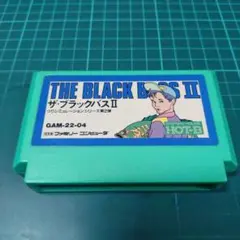 THE BLACK BASS II
ザ・ブラックバスII
HOT・B
GAM-22-04
ファミリー コンピュータ